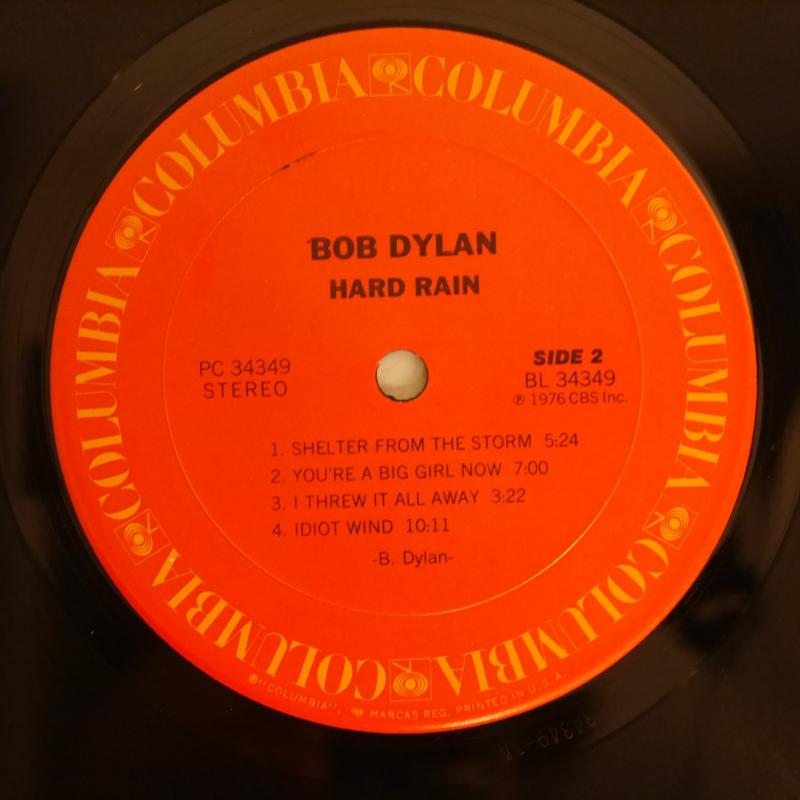 COLUMBIA COLUMBIA COLUMBIA COLUMBIA COLUMBIA COLUMBIA
BOB DYLAN
HARD RAIN
PC 34349
STEREO
SIDE 2
BL 34349
℗ 1976 CBS Inc.
1. SHELTER FROM THE STORM 5:24
2. YOU'RE A BIG GIRL NOW 7:00
3. I THREW IT ALL AWAY 3:22
4. IDIOT WIND 10:11
-B. Dylan-
®"COLUMBIA", MARCAS REG. PRINTED IN U.S.A.